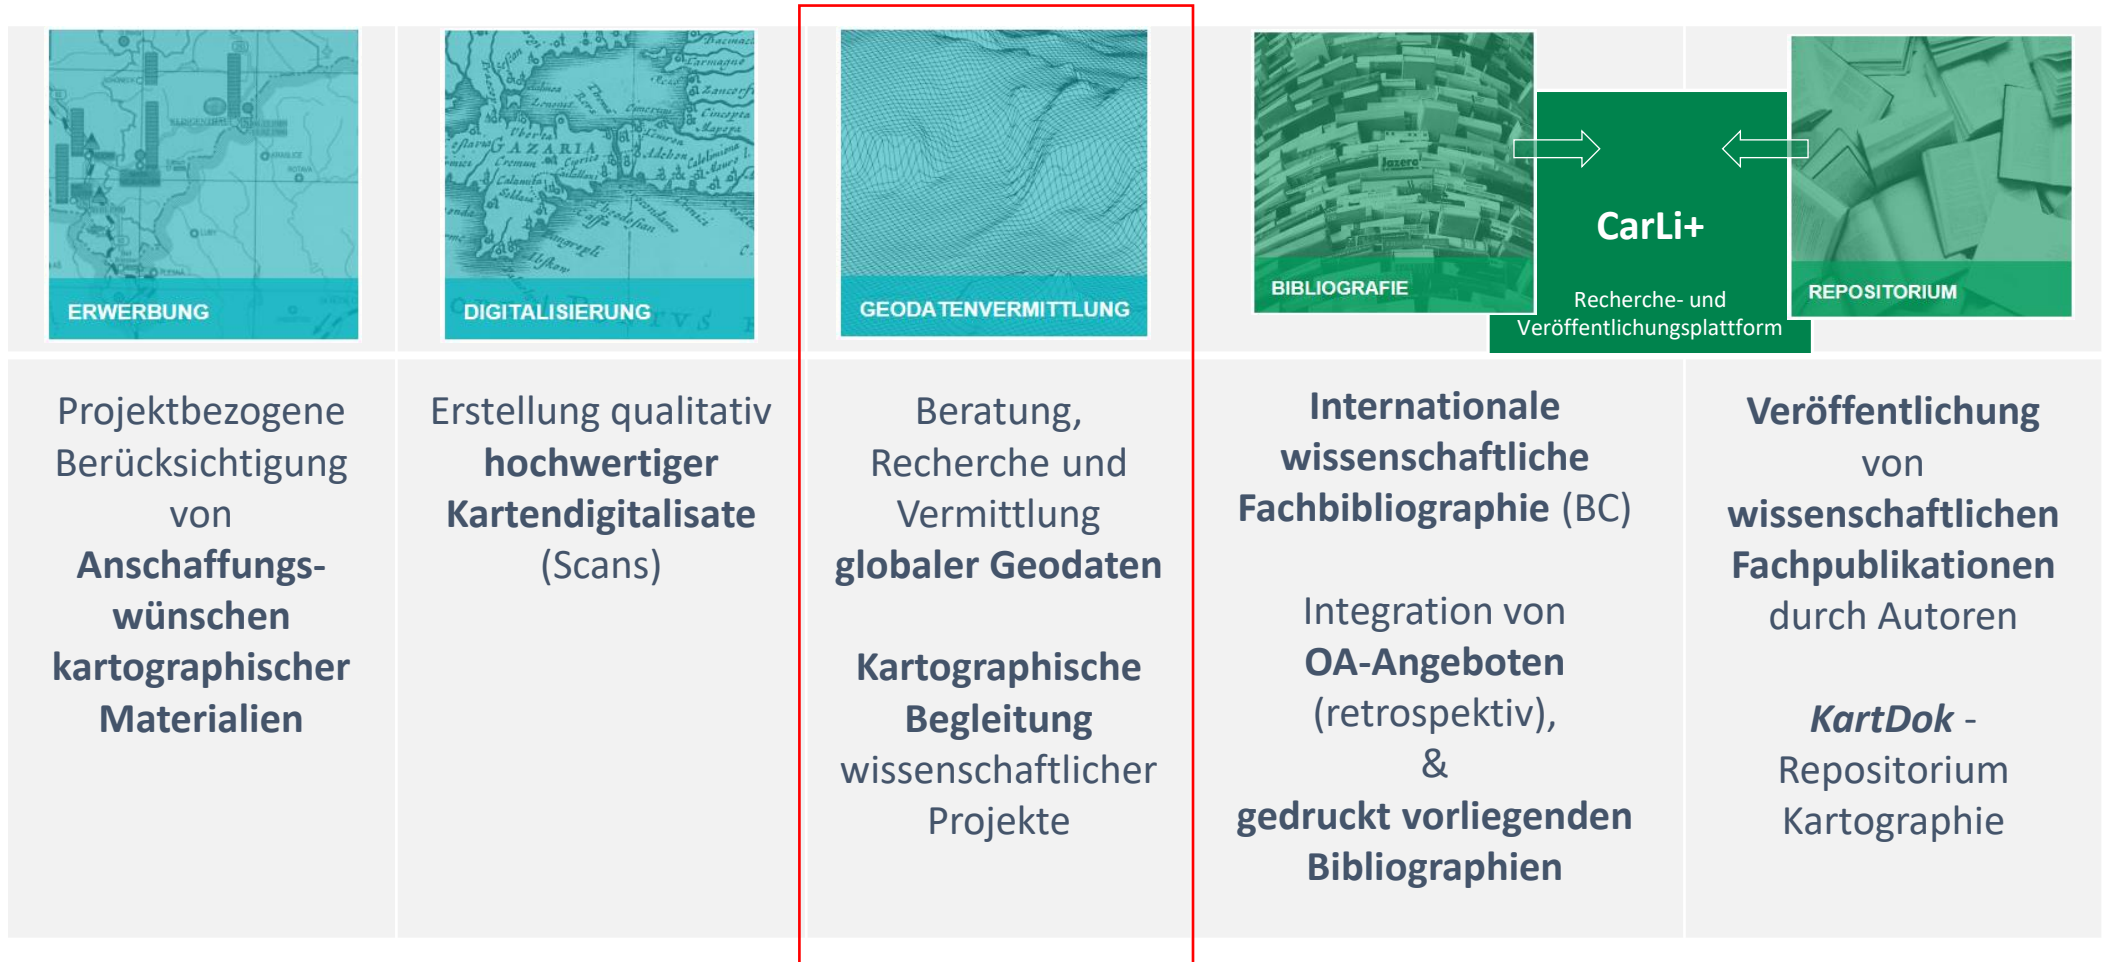 ERWERBUNG
DIGITALISIERUNG
GEODATENVERMITTLUNG
BIBLIOGRAFIE
CarLi+
Recherche- und
Veröffentlichungsplattform
REPOSITORIUM
Projektbezogene
Berücksichtigung
von
Anschaffungs-
wünschen
kartographischer
Materialien
Erstellung qualitativ
hochwertiger
Kartendigitalisate
(Scans)
Beratung,
Recherche und
Vermittlung
globaler Geodaten
Kartographische
Begleitung
wissenschaftlicher
Projekte
Internationale
wissenschaftliche
Fachbibliographie (BC)
Integration von
OA-Angeboten
(retrospektiv),
&
gedruckt vorliegenden
Bibliographien
Veröffentlichung
von
wissenschaftlichen
Fachpublikationen
durch Autoren
KartDok -
Repositorium
Kartographie